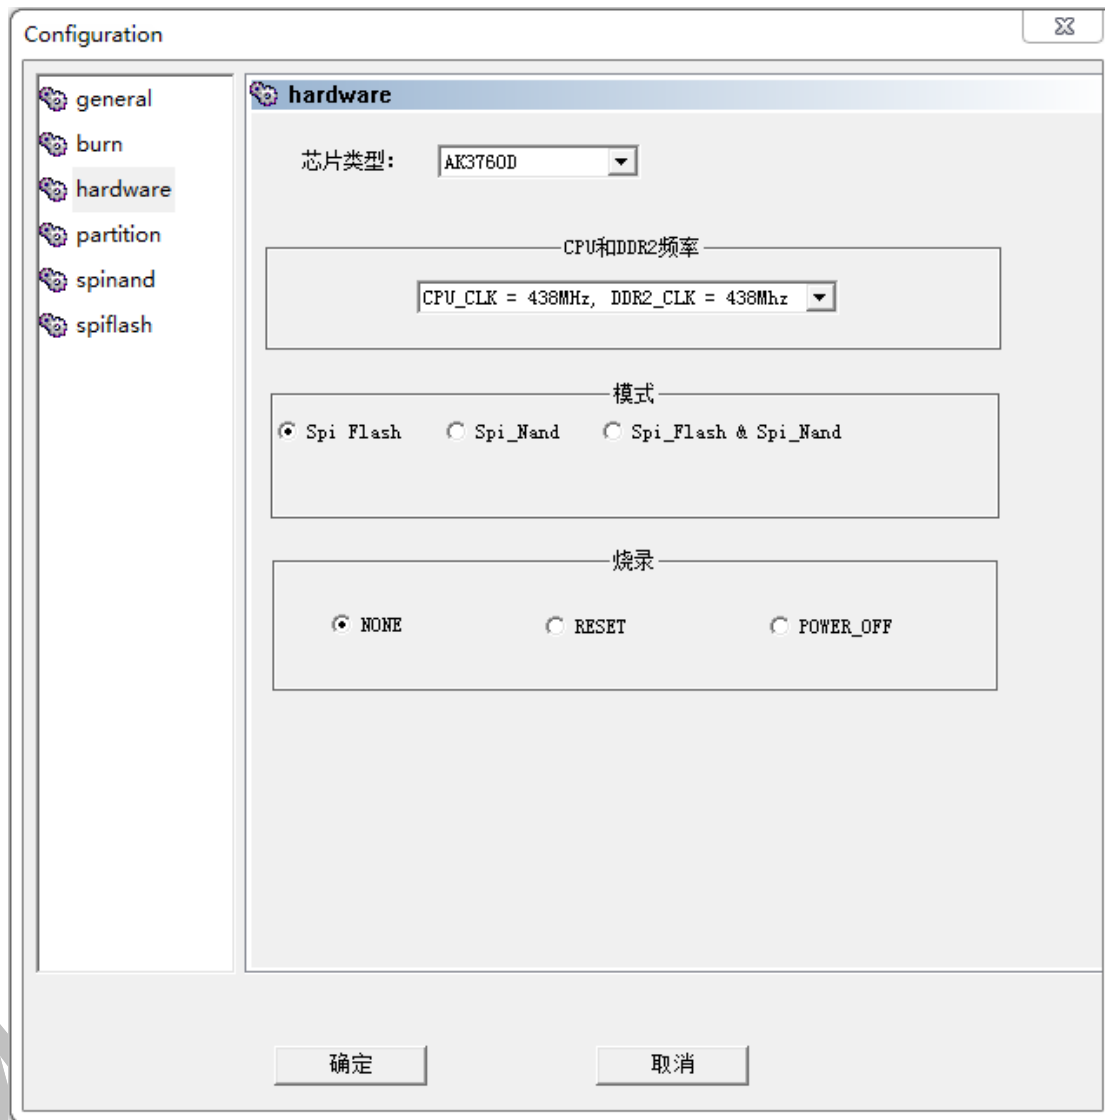 Configuration
general
burn
hardware
partition
spinand
spiflash
hardware
芯片类型: AK3760D
CPU和DDR2频率
CPU_CLK = 438MHz, DDR2_CLK = 438Mhz
模式
Spi Flash Spi_Nand Spi_Flash & Spi_Nand
烧录
NONE RESET POWER_OFF
确定 取消